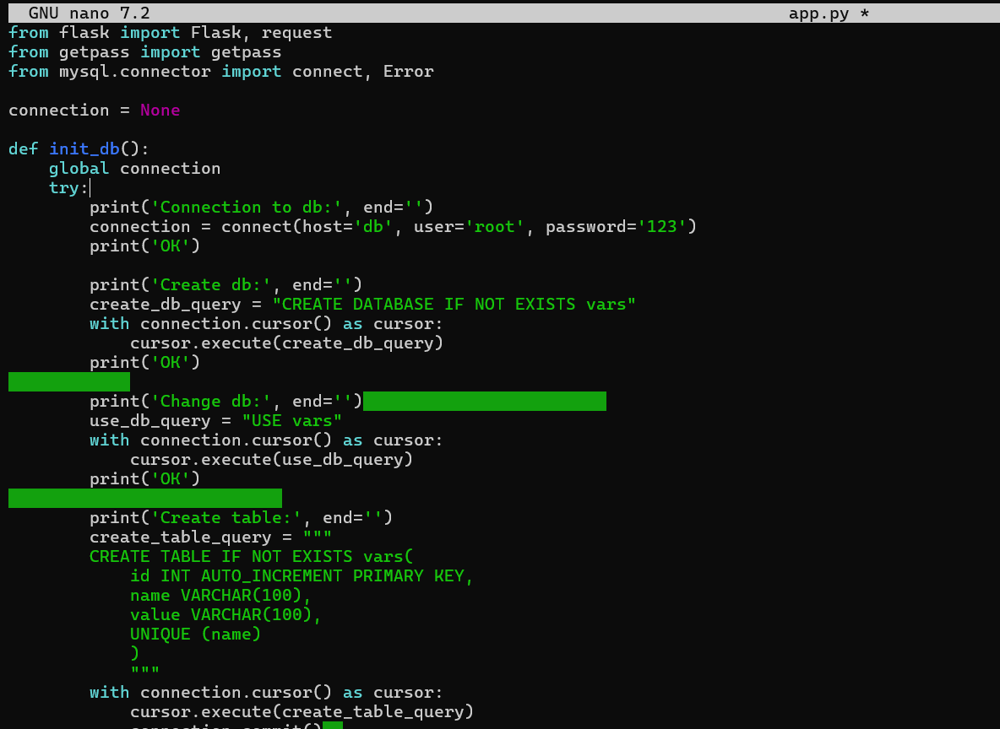 GNU nano 7.2 app.py *
from flask import Flask, request
from getpass import getpass
from mysql.connector import connect, Error

connection = None

def init_db():
    global connection
    try:
        print('Connection to db:', end='')
        connection = connect(host='db', user='root', password='123')
        print('OK')

        print('Create db:', end='')
        create_db_query = "CREATE DATABASE IF NOT EXISTS vars"
        with connection.cursor() as cursor:
            cursor.execute(create_db_query)
        print('OK')

        print('Change db:', end='')
        use_db_query = "USE vars"
        with connection.cursor() as cursor:
            cursor.execute(use_db_query)
        print('OK')

        print('Create table:', end='')
        create_table_query = """
        CREATE TABLE IF NOT EXISTS vars(
            id INT AUTO_INCREMENT PRIMARY KEY,
            name VARCHAR(100),
            value VARCHAR(100),
            UNIQUE (name)
            )
            """
        with connection.cursor() as cursor:
            cursor.execute(create_table_query)
            connection.commit()